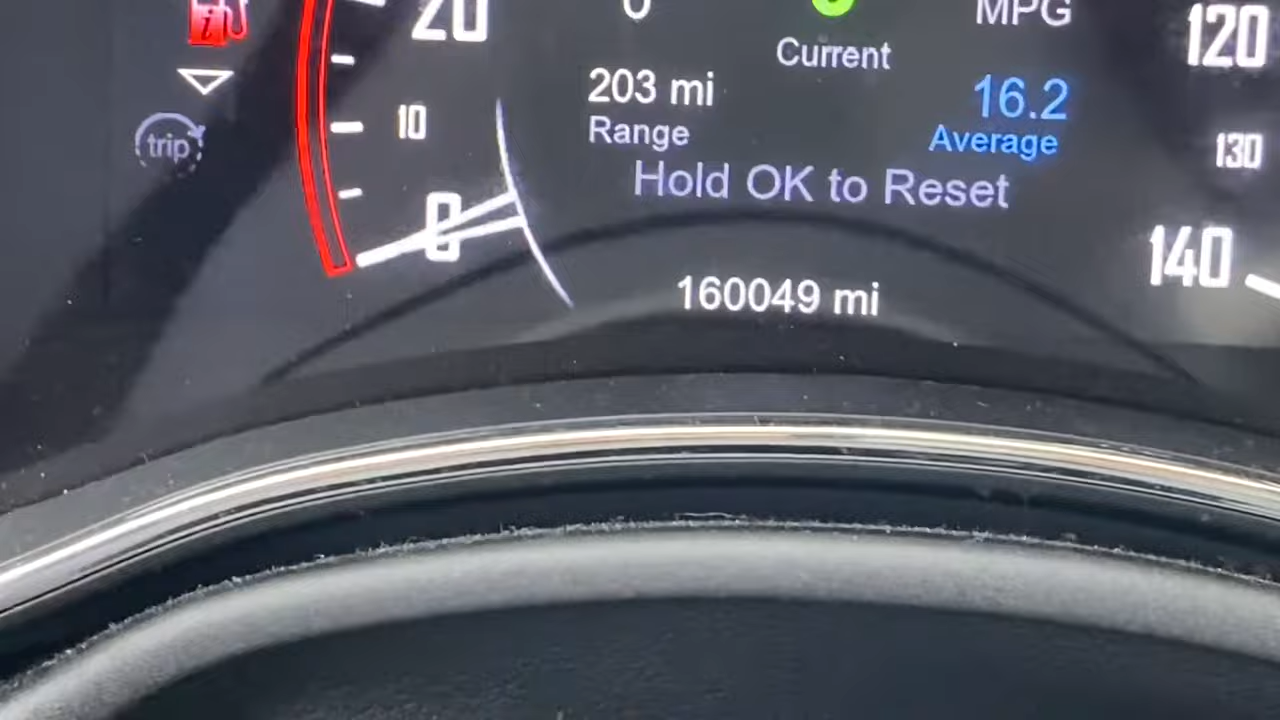 20
0
MPG
120
Current
203 mi
16.2
10
Range
Average
130
trip
Hold OK to Reset
0
140
160049 mi